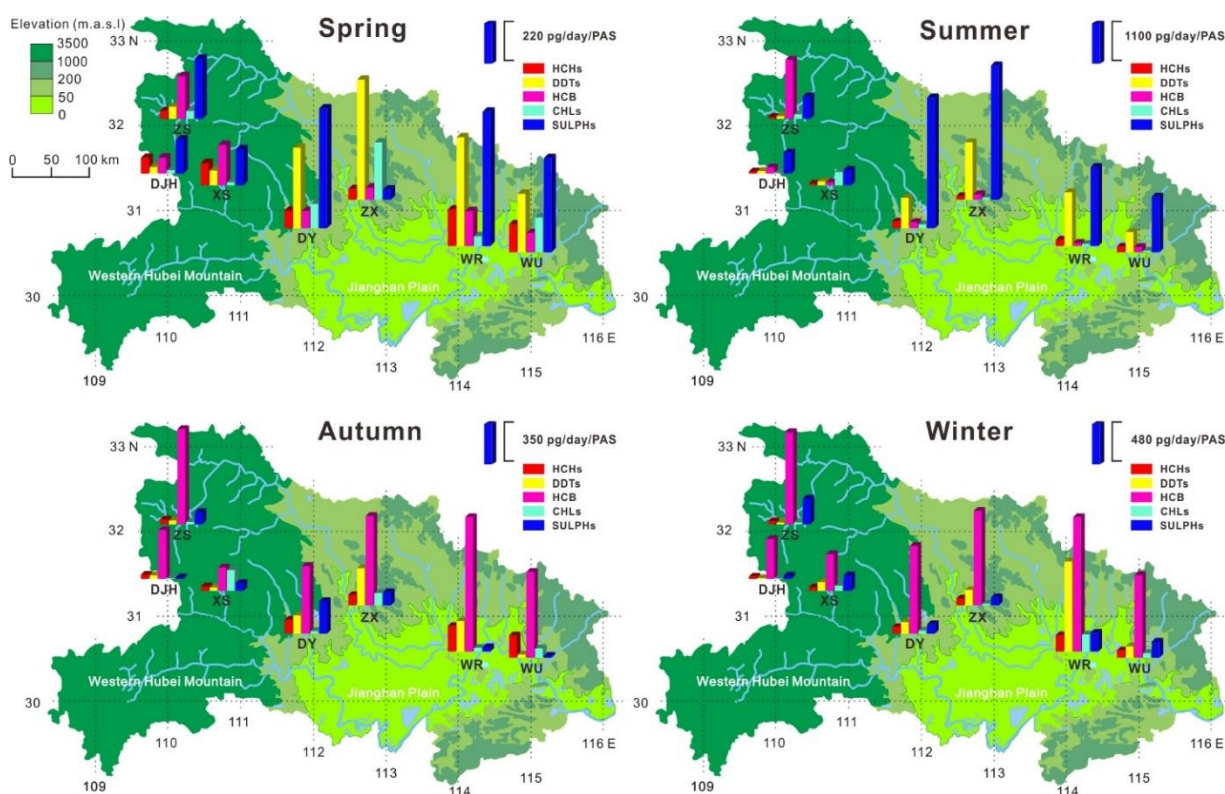 Elevation (m.a.s.l)
3500
1000
200
50
0
0 50 100 km
Spring
220 pg/day/PAS
HCHs
DDTs
HCB
CHLs
SULPHs
33 N
32
31
30
ZS
DJH
XS
DY
ZX
WR
WU
Western Hubei Mountain
Jianghan Plain
109
110
111
112
113
114
115
116 E
Summer
1100 pg/day/PAS
HCHs
DDTs
HCB
CHLs
SULPHs
33 N
32
31
30
ZS
DJH
XS
DY
ZX
WR
WU
Western Hubei Mountain
Jianghan Plain
109
110
111
112
113
114
115
116 E
Autumn
350 pg/day/PAS
HCHs
DDTs
HCB
CHLs
SULPHs
33 N
32
31
30
ZS
DJH
XS
DY
ZX
WR
WU
Western Hubei Mountain
Jianghan Plain
109
110
111
112
113
114
115
116 E
Winter
480 pg/day/PAS
HCHs
DDTs
HCB
CHLs
SULPHs
33 N
32
31
30
ZS
DJH
XS
DY
ZX
WR
WU
Western Hubei Mountain
Jianghan Plain
109
110
111
112
113
114
115
116 E